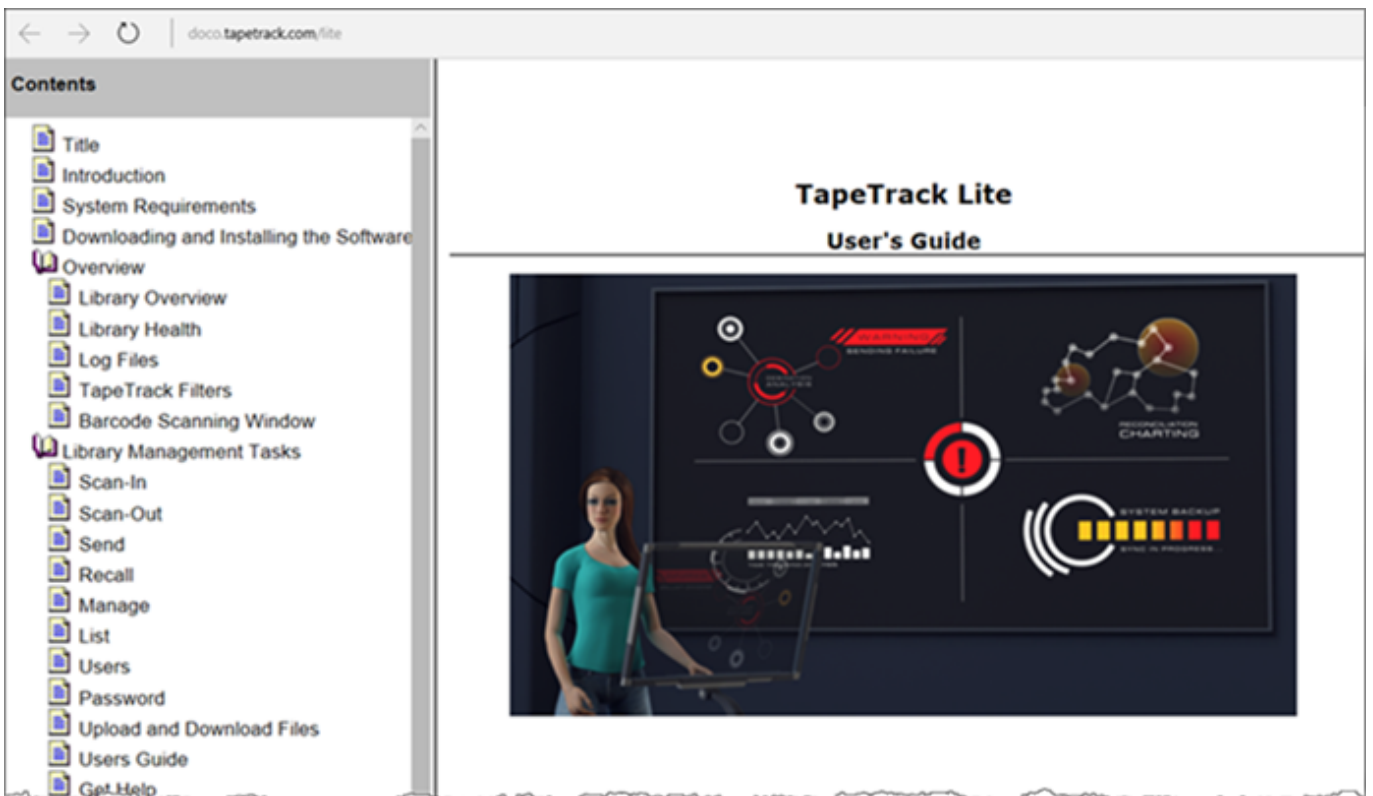 doco.tapetrack.com/lite
Contents
Title
Introduction
System Requirements
Downloading and Installing the Software
Overview
Library Overview
Library Health
Log Files
TapeTrack Filters
Barcode Scanning Window
Library Management Tasks
Scan-In
Scan-Out
Send
Recall
Manage
List
Users
Password
Upload and Download Files
Users Guide
Get Help
TapeTrack Lite
User's Guide
WARNING
SENDING FAILURE
ANALYSIS
RECONCILIATION
CHARTING
!
SYSTEM BACKUP
SYNC IN PROGRESS...